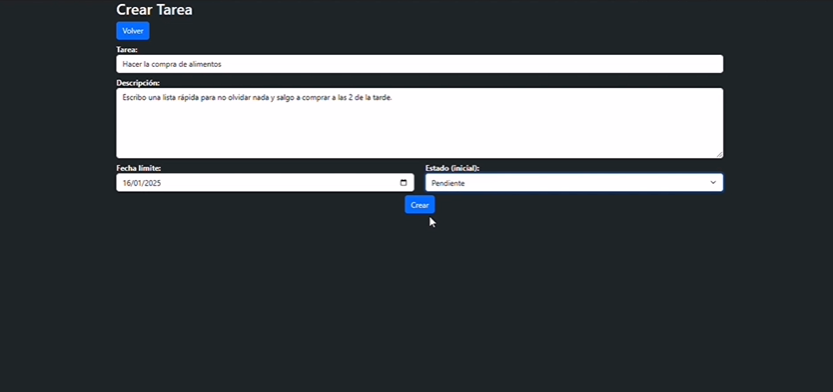 Crear Tarea
Volver
Tarea:
Hacer la compra de alimentos
Descripción:
Escribo una lista rápida para no olvidar nada y salgo a comprar a las 2 de la tarde.
Fecha límite:
16/01/2025
Estado (inicial):
Pendiente
Crear